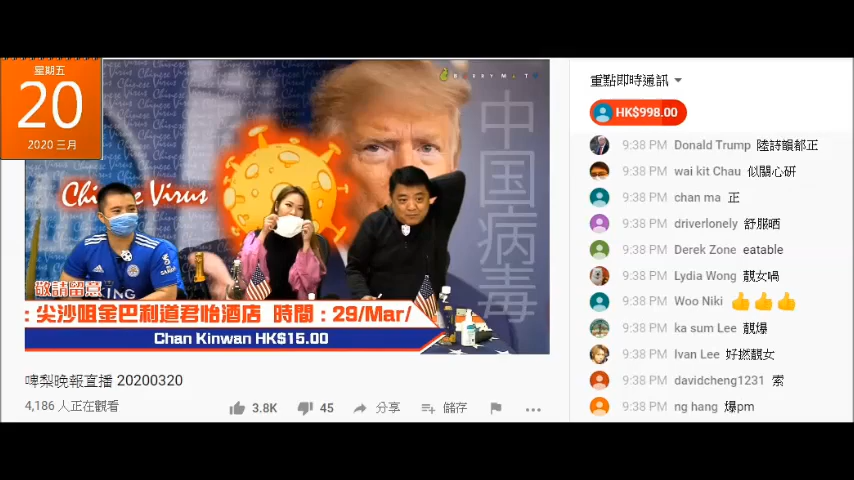 星期五
20
2020 三月
BEERYMATE
Chinese Virus
中国病毒
敬請留意
: 尖沙咀金巴利道君怡酒店 時間：29/Mar/
Chan Kinwan HK$15.00
KING
啤梨晚報直播 20200320
4,186 人正在觀看
3.8K
45
分享
儲存
重點即時通訊
HK$998.00
9:38 PM Donald Trump 陸詩韻都正
9:38 PM wai kit Chau 似關心研
9:38 PM chan ma 正
9:38 PM driverlonely 舒服晒
9:38 PM Derek Zone eatable
9:38 PM Lydia Wong 靚女喎
9:38 PM Woo Niki 👍👍👍
9:38 PM ka sum Lee 靚爆
9:38 PM Ivan Lee 好撚靚女
9:38 PM davidcheng1231 索
9:38 PM ng hang 爆pm